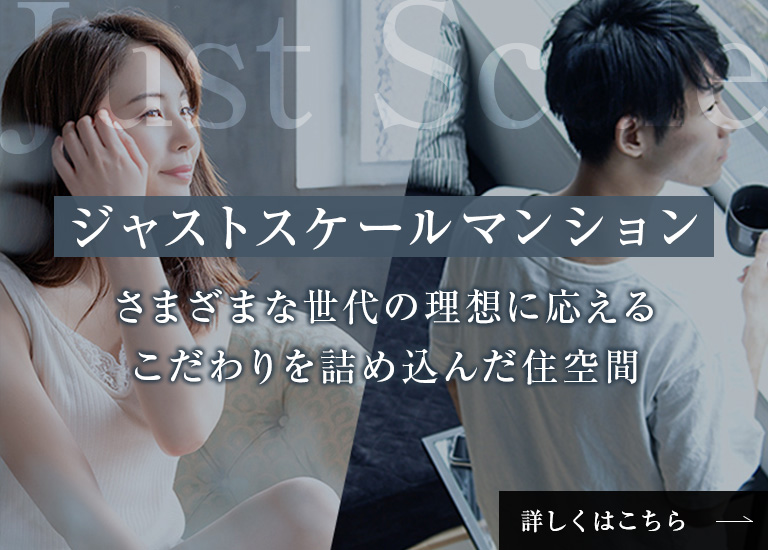 Just Scale
ジャストスケールマンション
さまざまな世代の理想に応える
こだわりを詰め込んだ住空間
詳しくはこちら